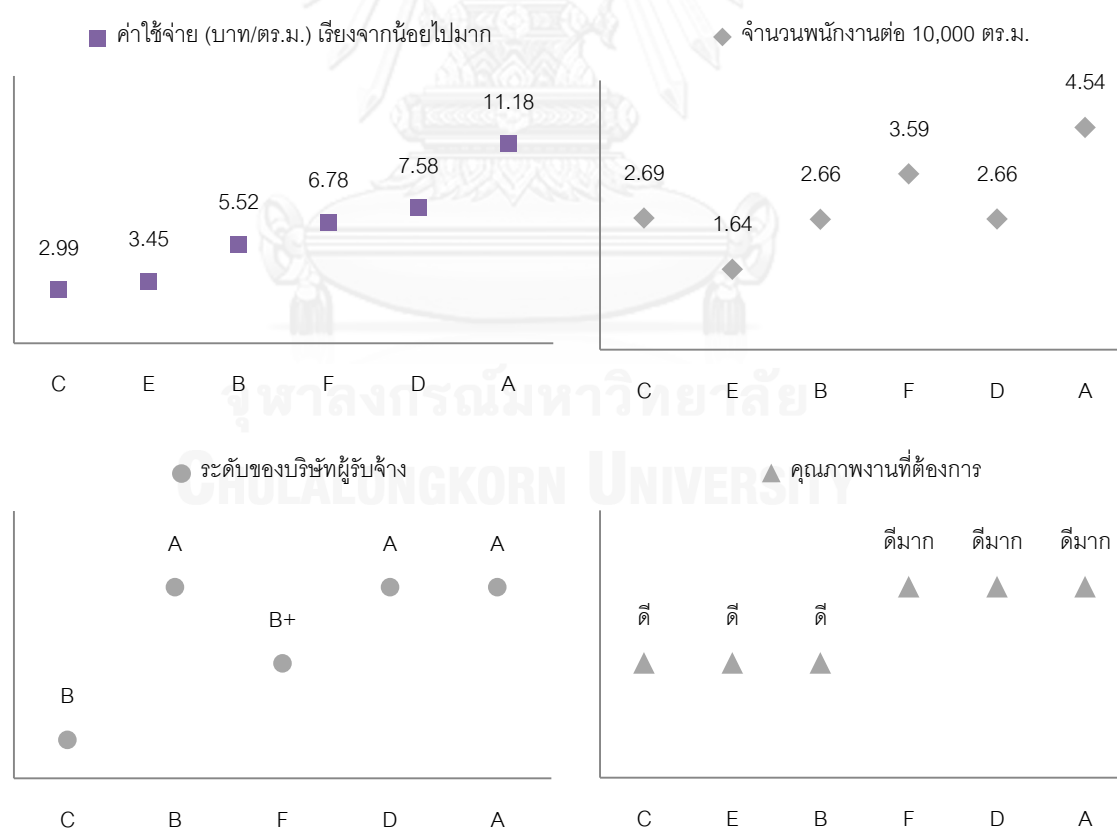 ค่าใช้จ่าย (บาท/ตร.ม.) เรียงจากน้อยไปมาก
11.18
7.58
6.78
5.52
3.45
2.99
C E B F D A
จำนวนพนักงานต่อ 10,000 ตร.ม.
4.54
3.59
2.69 2.66 2.66
1.64
C E B F D A
จุฬาลงกรณ์มหาวิทยาลัย
CHULALONGKORN UNIVERSITY
ระดับของบริษัทผู้รับจ้าง
A A A
B+
B
C B F D A
คุณภาพงานที่ต้องการ
ดีมาก ดีมาก ดีมาก
ดี ดี ดี
C E B F D A